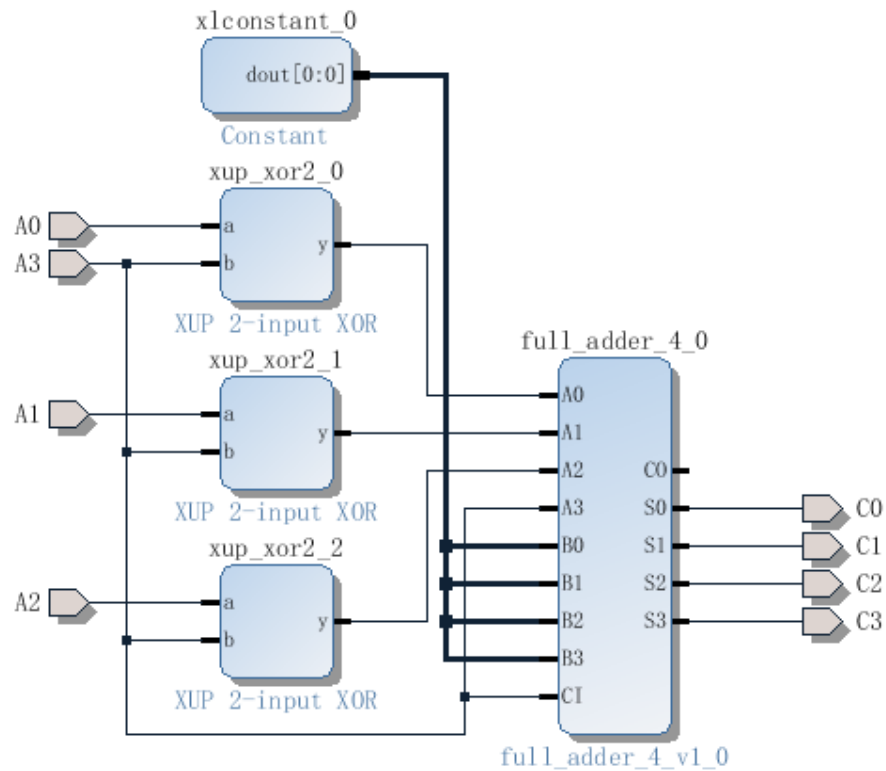 xlconstant_0
dout[0:0]
Constant
xup_xor2_0
A0
a
y
A3
b
XUP 2-input XOR
xup_xor2_1
A1
a
y
b
XUP 2-input XOR
xup_xor2_2
A2
a
y
b
XUP 2-input XOR
full_adder_4_0
A0
A1
A2
A3
B0
B1
B2
B3
CI
CO
S0
S1
S2
S3
full_adder_4_v1_0
C0
C1
C2
C3